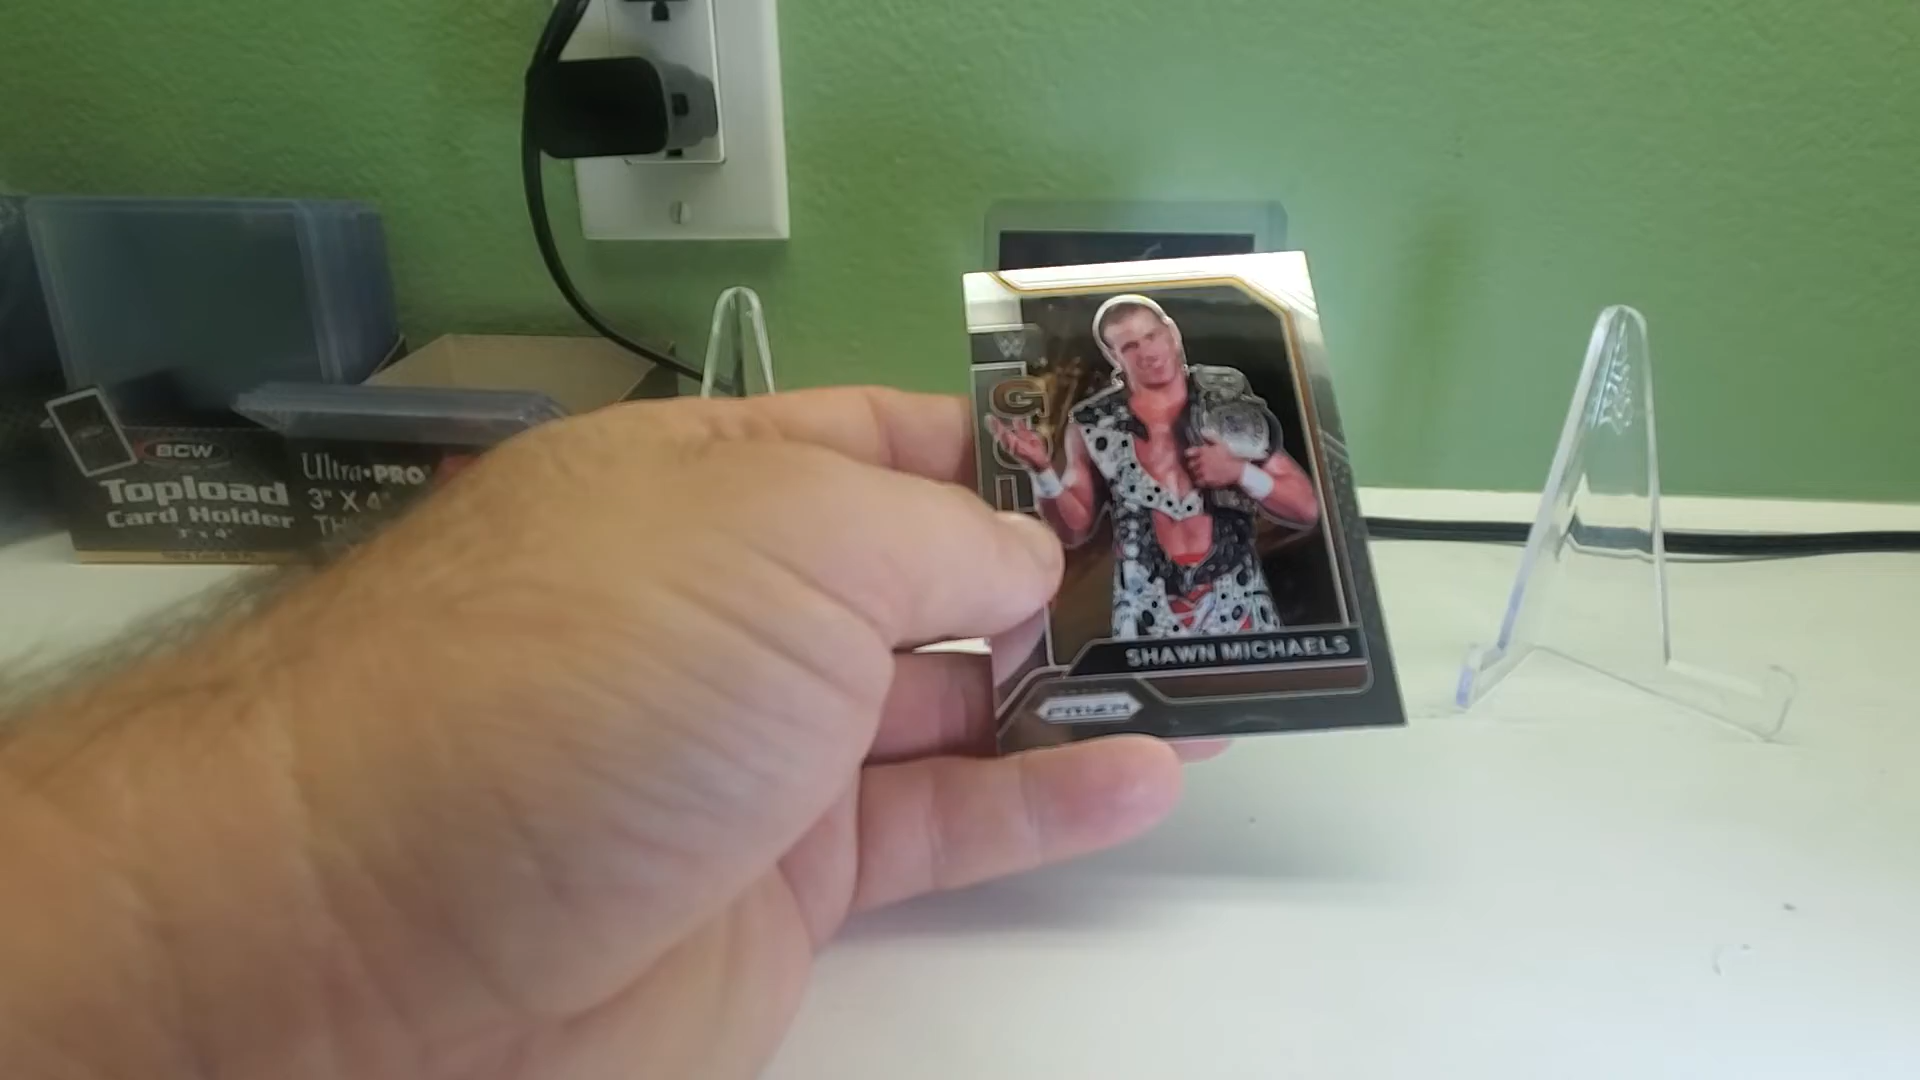 BCW
Topload
Card Holder
3" x 4"
Ultra•PRO
3" X 4"
W
G
SHAWN MICHAELS
PRIZM